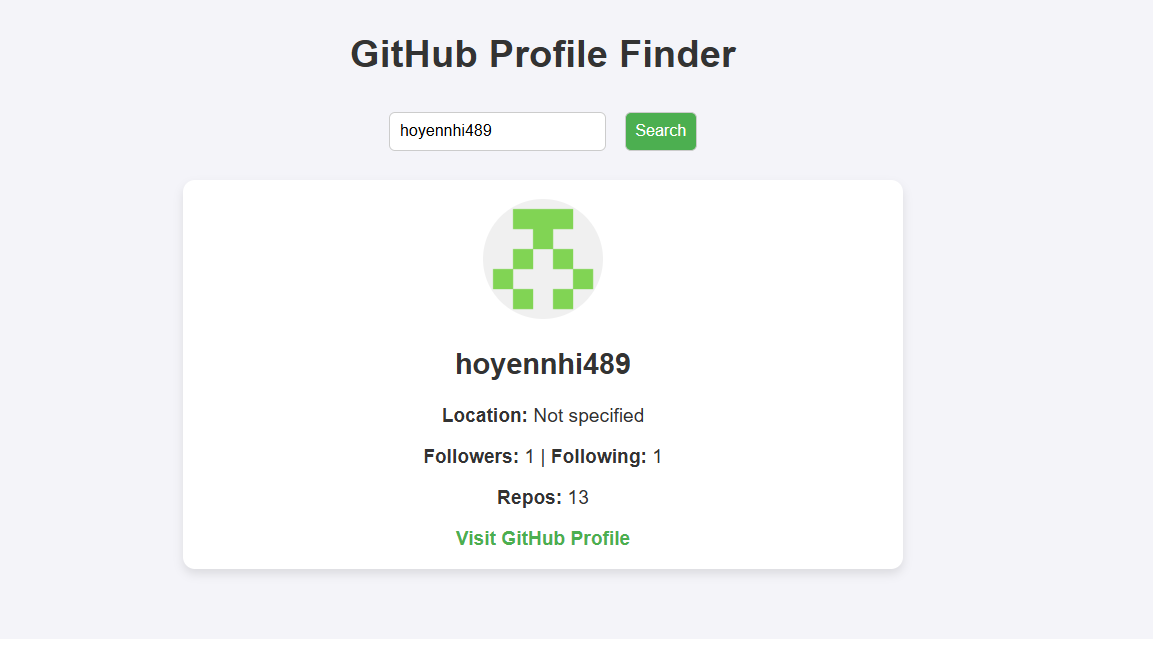 GitHub Profile Finder
hoyennhi489 Search
hoyennhi489
Location: Not specified
Followers: 1 | Following: 1
Repos: 13
Visit GitHub Profile